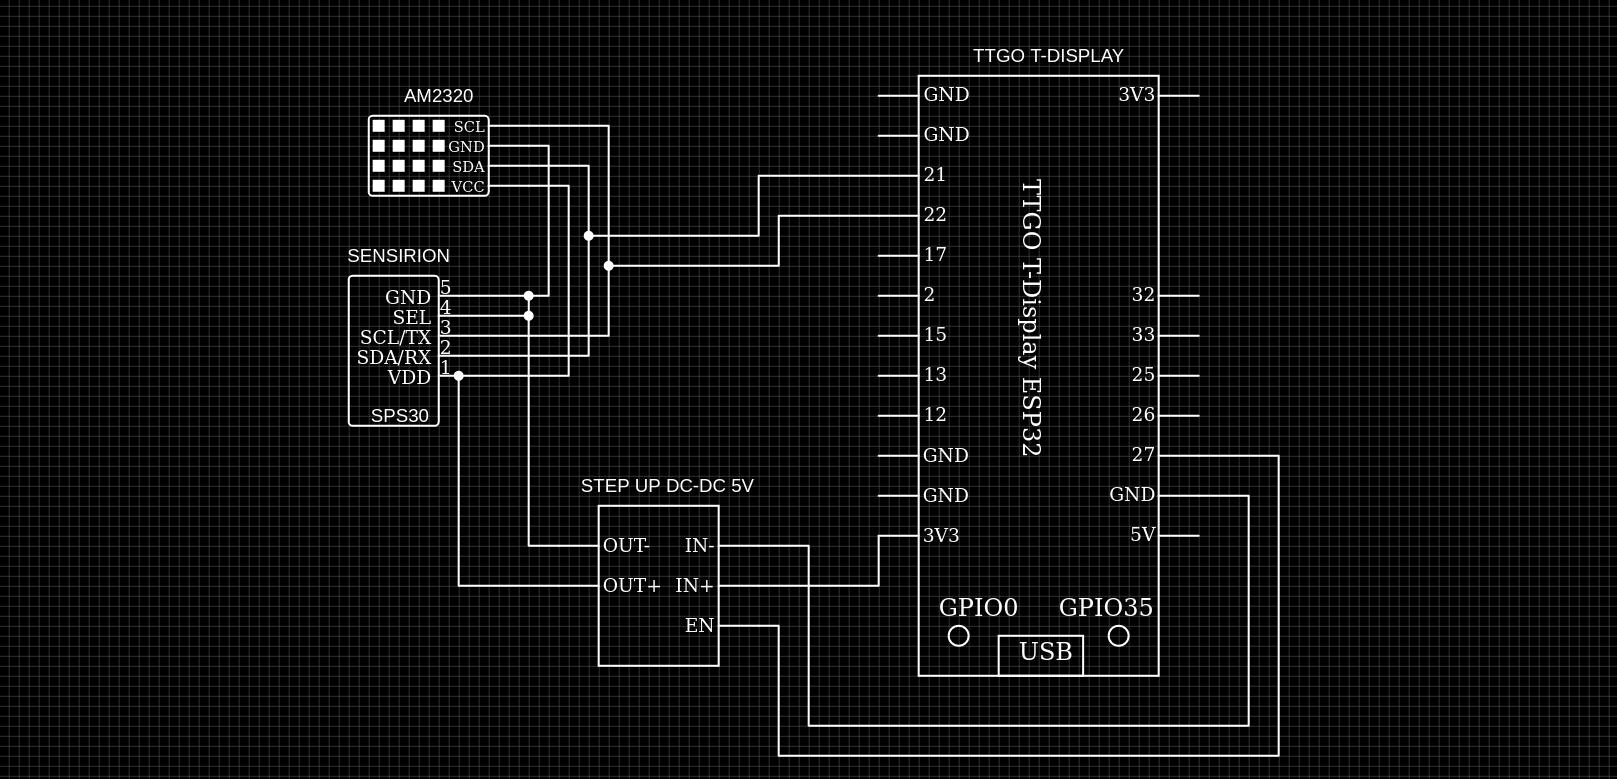 TTGO T-DISPLAY
AM2320
SCL
GND
SDA
VCC
SENSIRION
GND 5
SEL 4
SCL/TX 3
SDA/RX 2
VDD 1
SPS30
STEP UP DC-DC 5V
OUT- IN-
OUT+ IN+
EN
GND 3V3
GND
21
22
17
2 32
15 33
13 25
12 26
GND 27
GND GND
3V3 5V
TTGO T-Display ESP32
GPIO0 GPIO35
USB